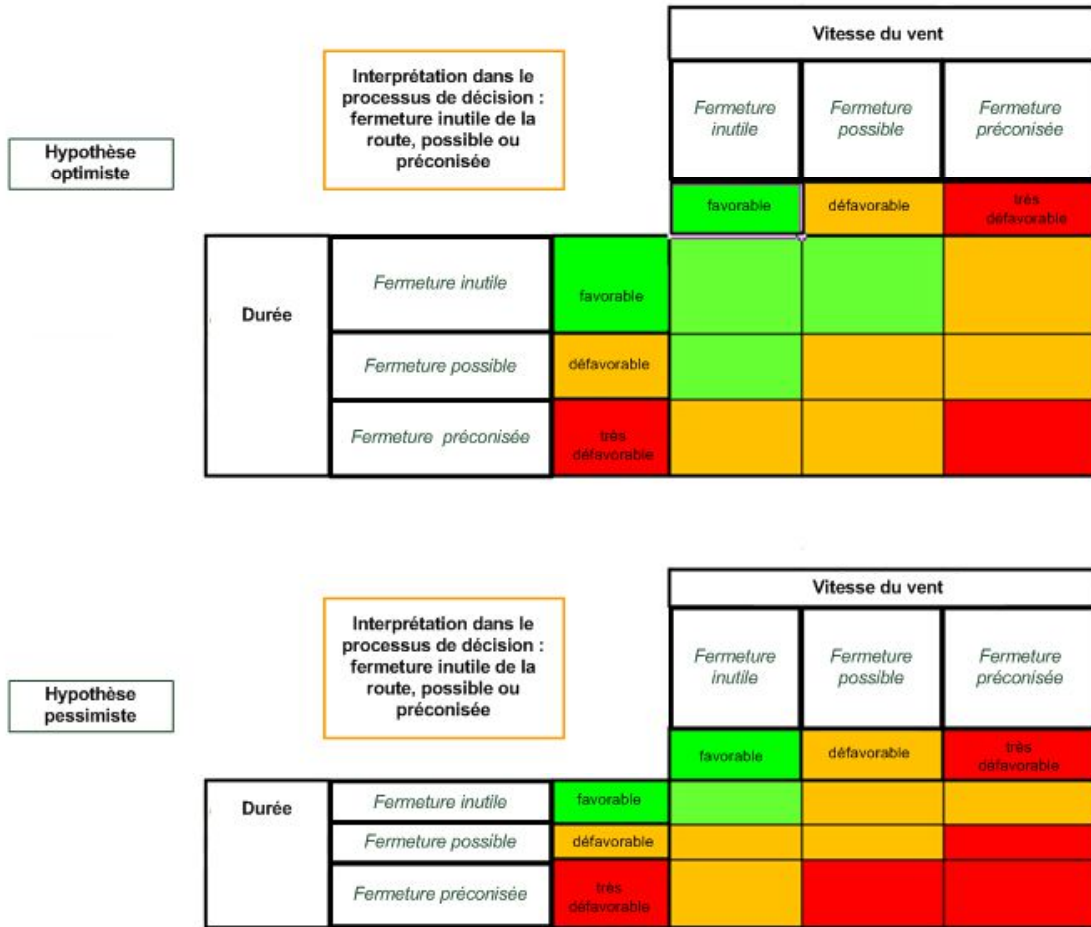 Vitesse du vent
Interprétation dans le
processus de décision :
fermeture inutile de la
route, possible ou
préconisée
Fermeture
inutile
Fermeture
possible
Fermeture
préconisée
Hypothèse
optimiste
favorable
défavorable
très
défavorable
Durée
Fermeture inutile
favorable
Fermeture possible
défavorable
Fermeture préconisée
très
défavorable
Vitesse du vent
Interprétation dans le
processus de décision :
fermeture inutile de la
route, possible ou
préconisée
Fermeture
inutile
Fermeture
possible
Fermeture
préconisée
Hypothèse
pessimiste
favorable
défavorable
très
défavorable
Durée
Fermeture inutile
favorable
Fermeture possible
défavorable
Fermeture préconisée
très
défavorable